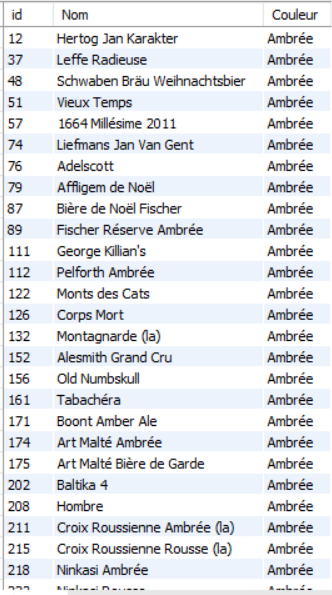 id Nom Couleur
12 Hertog Jan Karakter Ambrée
37 Leffe Radieuse Ambrée
48 Schwaben Bräu Weihnachtsbier Ambrée
51 Vieux Temps Ambrée
57 1664 Millésime 2011 Ambrée
74 Liefmans Jan Van Gent Ambrée
76 Adelscott Ambrée
79 Affligem de Noël Ambrée
87 Bière de Noël Fischer Ambrée
89 Fischer Réserve Ambrée Ambrée
111 George Killian's Ambrée
112 Pelforth Ambrée Ambrée
122 Monts des Cats Ambrée
126 Corps Mort Ambrée
132 Montagnarde (la) Ambrée
152 Alesmith Grand Cru Ambrée
156 Old Numbskull Ambrée
161 Tabachéra Ambrée
171 Boont Amber Ale Ambrée
174 Art Malté Ambrée Ambrée
175 Art Malté Bière de Garde Ambrée
202 Baltika 4 Ambrée
208 Hombre Ambrée
211 Croix Roussienne Ambrée (la) Ambrée
215 Croix Roussienne Rousse (la) Ambrée
218 Ninkasi Ambrée Ambrée